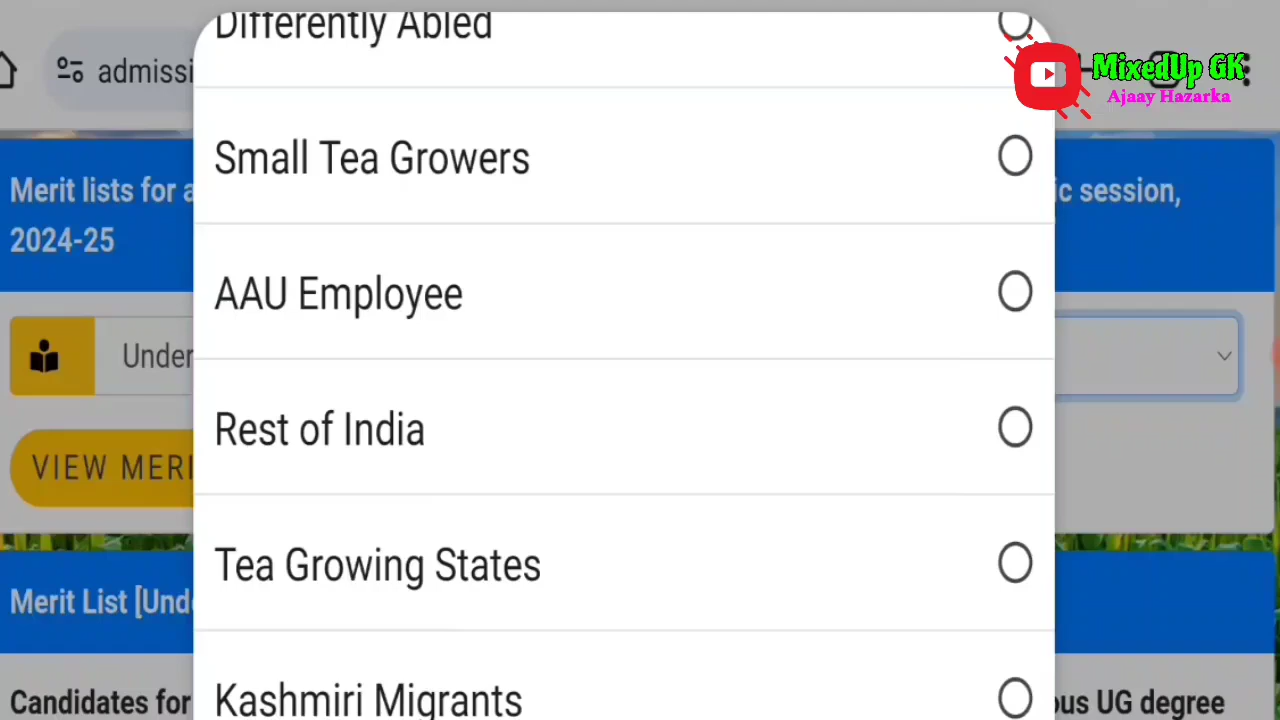 Differently Abled
admissi
MixedUp GK
Ajaay Hazarka
Small Tea Growers
Merit lists for a
ic session,
2024-25
AAU Employee
Under
Rest of India
VIEW MERI
Tea Growing States
Merit List [Unde
Kashmiri Migrants
Candidates for
ous UG degree